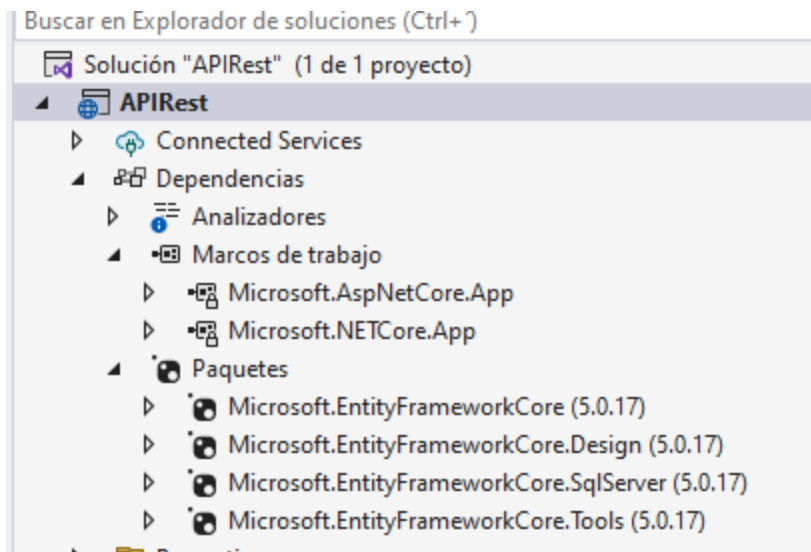 Buscar en Explorador de soluciones (Ctrl+´)
Solución "APIRest" (1 de 1 proyecto)
APIRest
Connected Services
Dependencias
Analizadores
Marcos de trabajo
Microsoft.AspNetCore.App
Microsoft.NETCore.App
Paquetes
Microsoft.EntityFrameworkCore (5.0.17)
Microsoft.EntityFrameworkCore.Design (5.0.17)
Microsoft.EntityFrameworkCore.SqlServer (5.0.17)
Microsoft.EntityFrameworkCore.Tools (5.0.17)